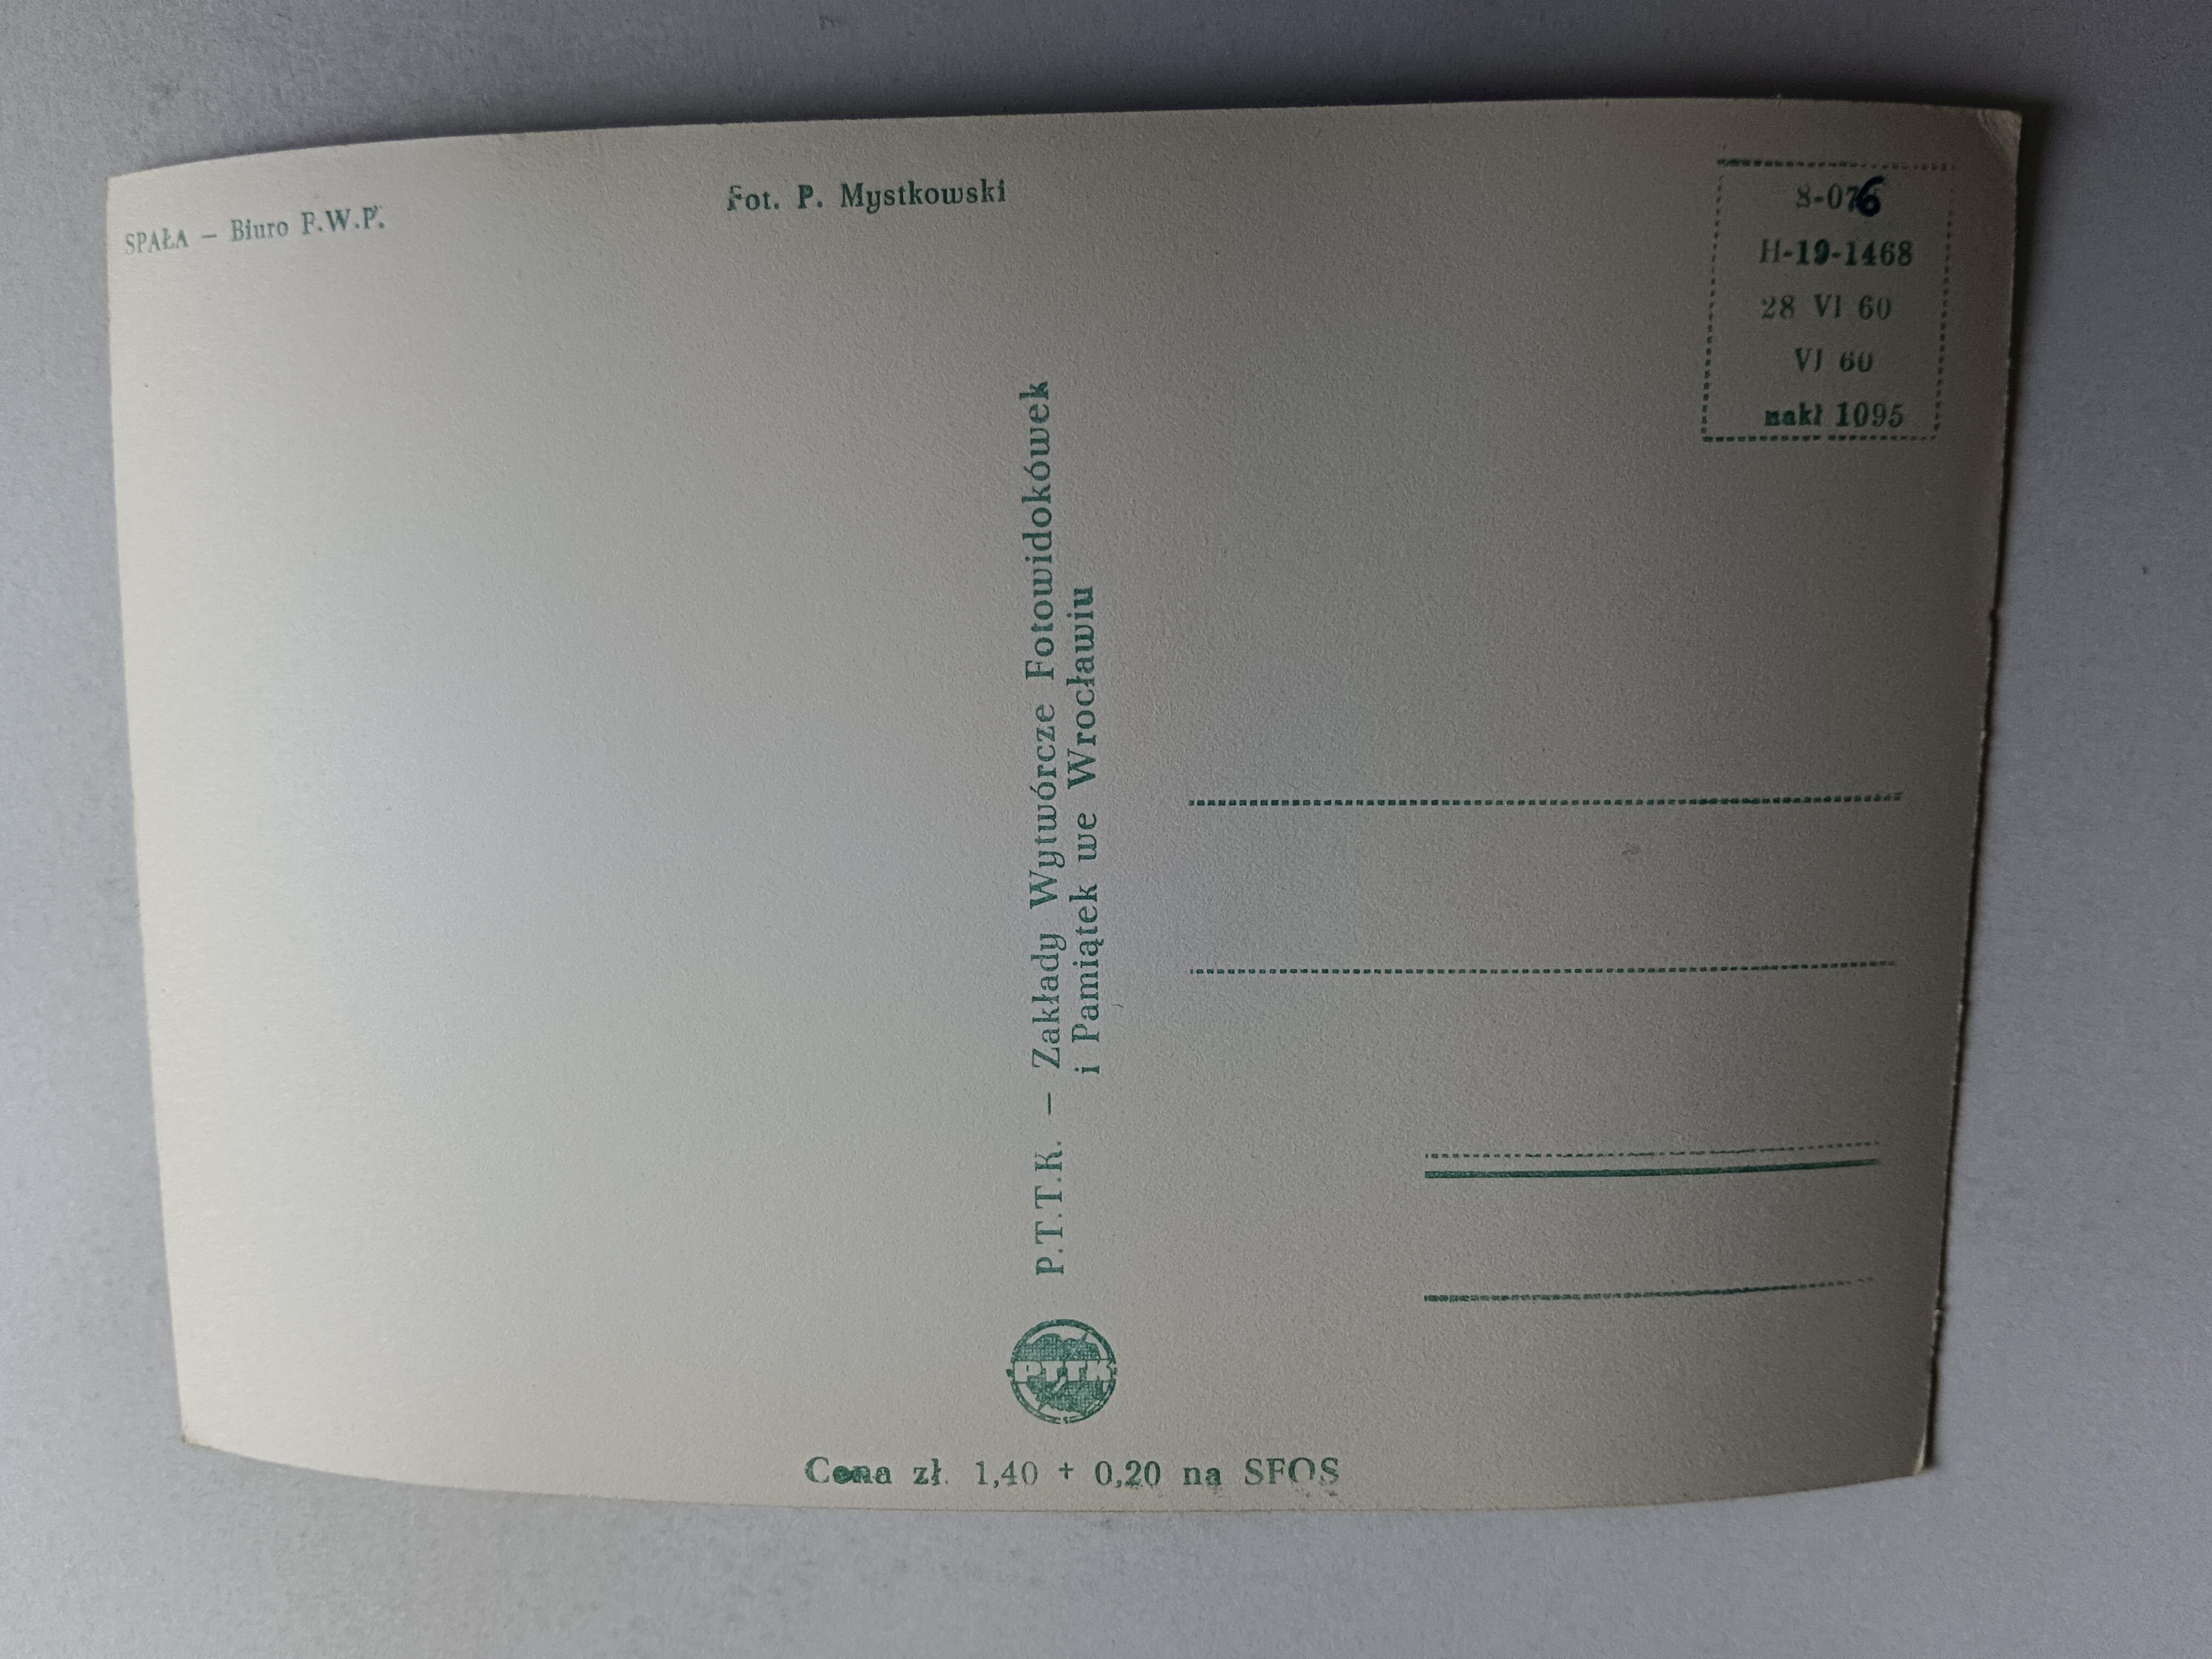 SPAŁA — Biuro F.W.P.
Fot. P. Mystkowski
8-076
H-19-1468
28 VI 60
VI 60
nakł 1095
P.T.T.K. — Zakłady Wytwórcze Fotowidokówek
i Pamiątek we Wrocławiu
PTTK
Cena zł. 1,40 + 0,20 na SFOS